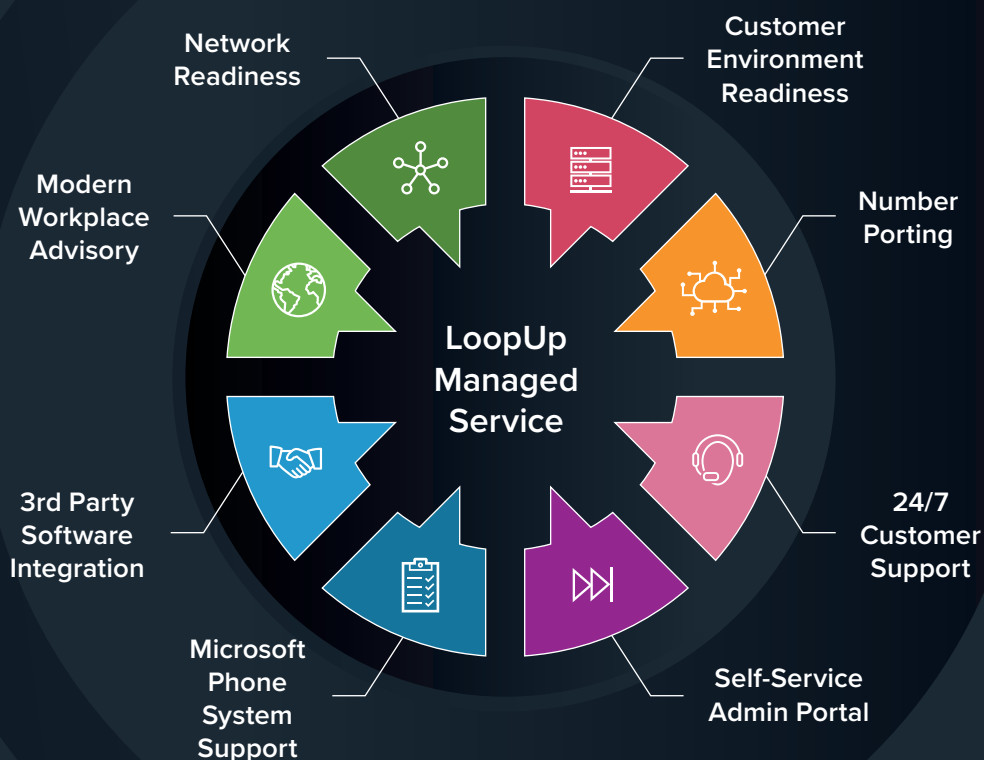 Network
Readiness
Customer
Environment
Readiness
Modern
Workplace
Advisory
Number
Porting
LoopUp
Managed
Service
3rd Party
Software
Integration
24/7
Customer
Support
Microsoft
Phone
System
Support
Self-Service
Admin Portal